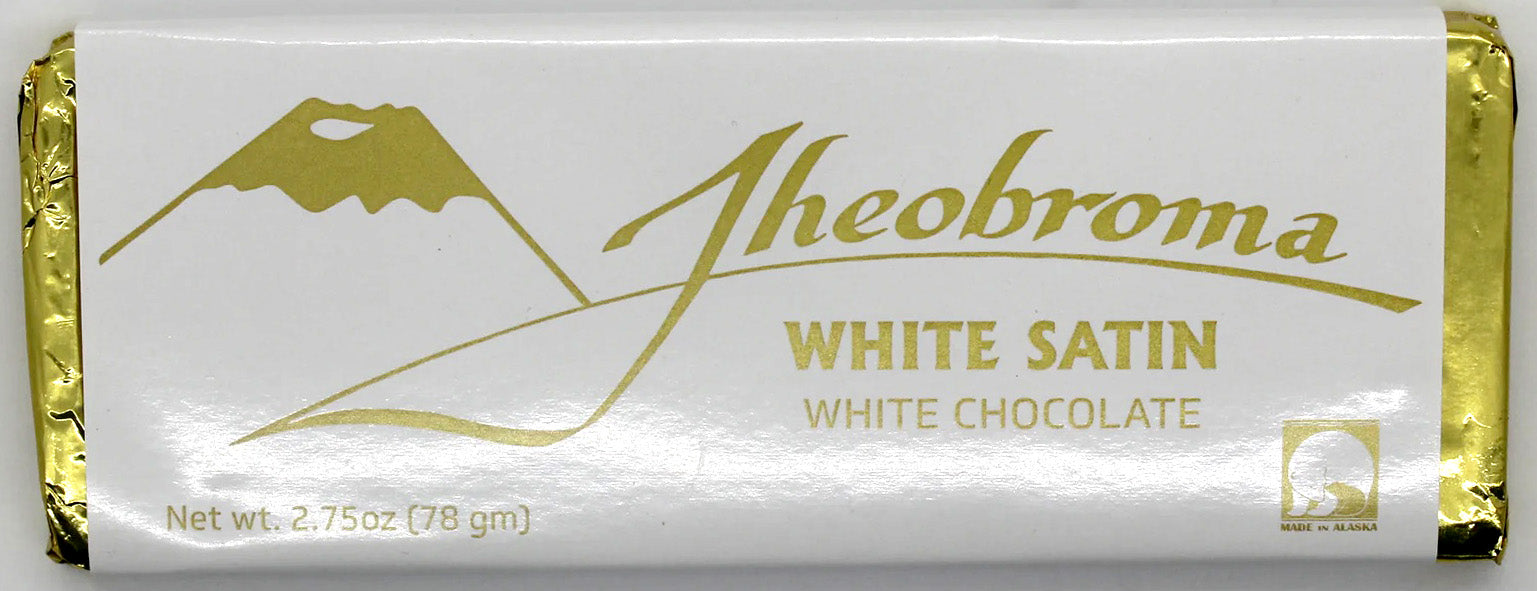 Theobroma
WHITE SATIN
WHITE CHOCOLATE
Net wt. 2.75oz (78 gm)
MADE IN ALASKA